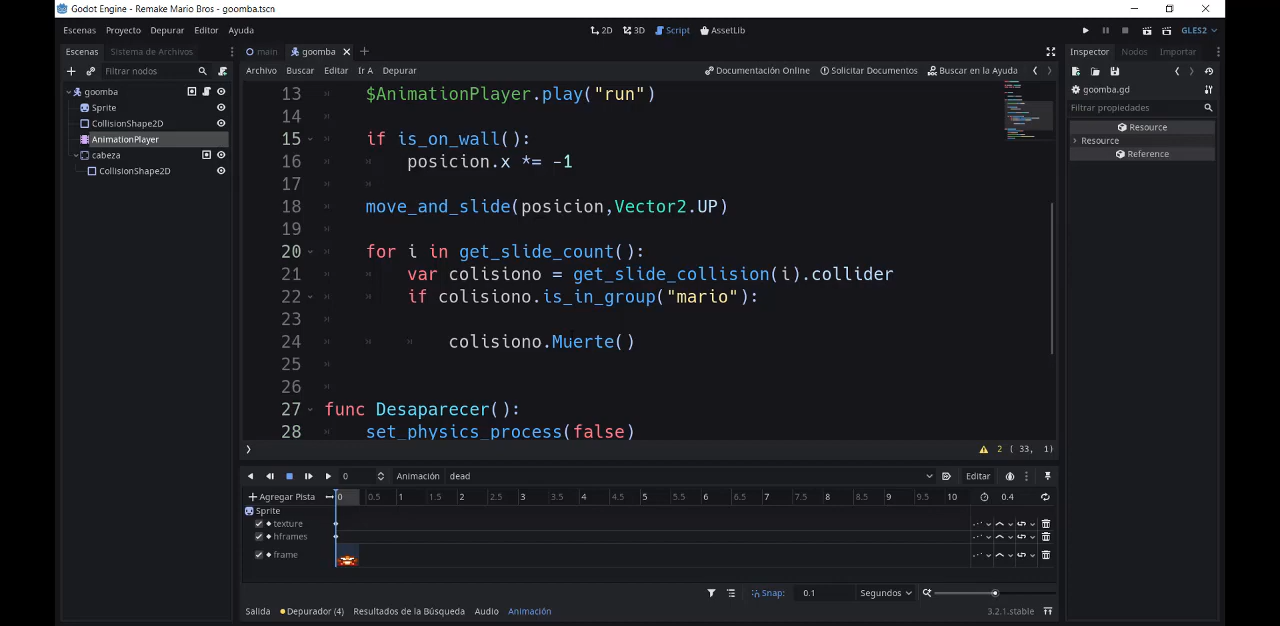 Godot Engine - Remake Mario Bros - goomba.tscn
Escenas Proyecto Depurar Editor Ayuda
2D 3D Script AssetLib
GLES2
Escenas Sistema de Archivos
main goomba
Inspector Nodos Importar
Filtrar nodos
Archivo Buscar Editar Ir A Depurar
Documentación Online Solicitar Documentos Buscar en la Ayuda
goomba
Sprite
CollisionShape2D
AnimationPlayer
cabeza
CollisionShape2D
goomba.gd
Filtrar propiedades
Resource
Resource
Reference
13 $AnimationPlayer.play("run")
14
15 if is_on_wall():
16 posicion.x *= -1
17
18 move_and_slide(posicion,Vector2.UP)
19
20 for i in get_slide_count():
21 var colisiono = get_slide_collision(i).collider
22 if colisiono.is_in_group("mario"):
23
24 colisiono.Muerte()
25
26
27 func Desaparecer():
28 set_physics_process(false)
2 ( 33, 1)
0 Animación dead Editar
Agregar Pista 0 0.5 1 1.5 2 2.5 3 3.5 4 4.5 5 5.5 6 6.5 7 7.5 8 8.5 9 9.5 10 0.4
Sprite
texture
hframes
frame
Snap: 0.1 Segundos
Salida Depurador (4) Resultados de la Búsqueda Audio Animación
3.2.1.stable